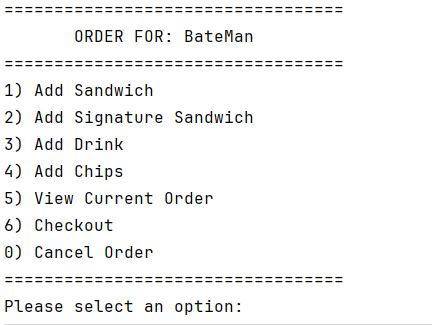 ==================================
ORDER FOR: BateMan
==================================
1) Add Sandwich
2) Add Signature Sandwich
3) Add Drink
4) Add Chips
5) View Current Order
6) Checkout
0) Cancel Order
==================================
Please select an option: